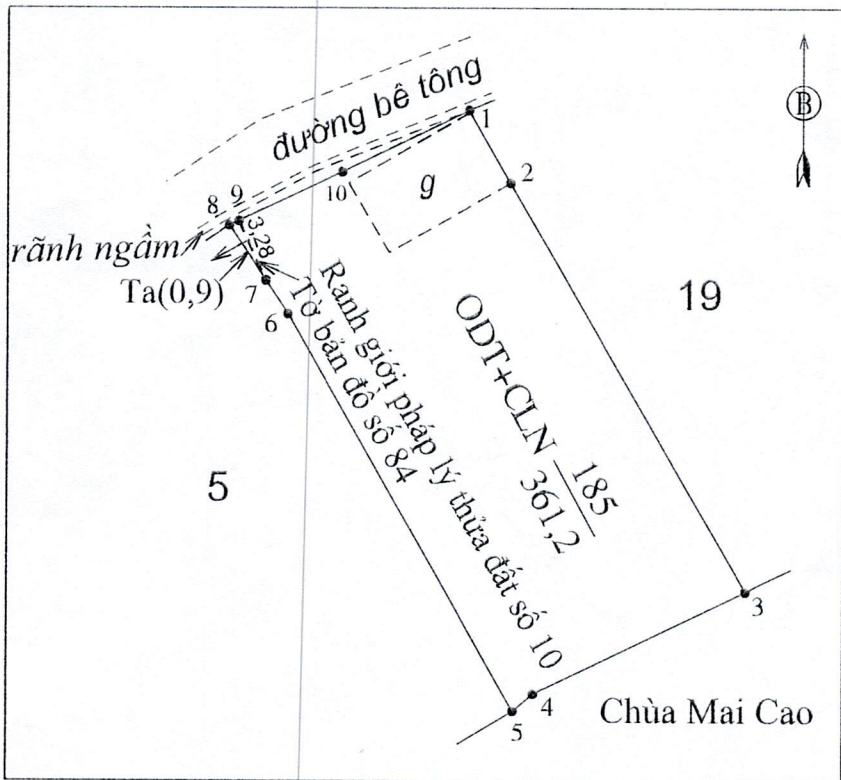 đường bê tông
B
1
2
g
10
9
8
3,28
rãnh ngầm
Ta(0,9)
7
6
19
Ranh giới pháp lý thửa đất số 10
Tờ bản đồ số 84
ODT+CLN 185
361,2
5
3
4
5
Chùa Mai Cao